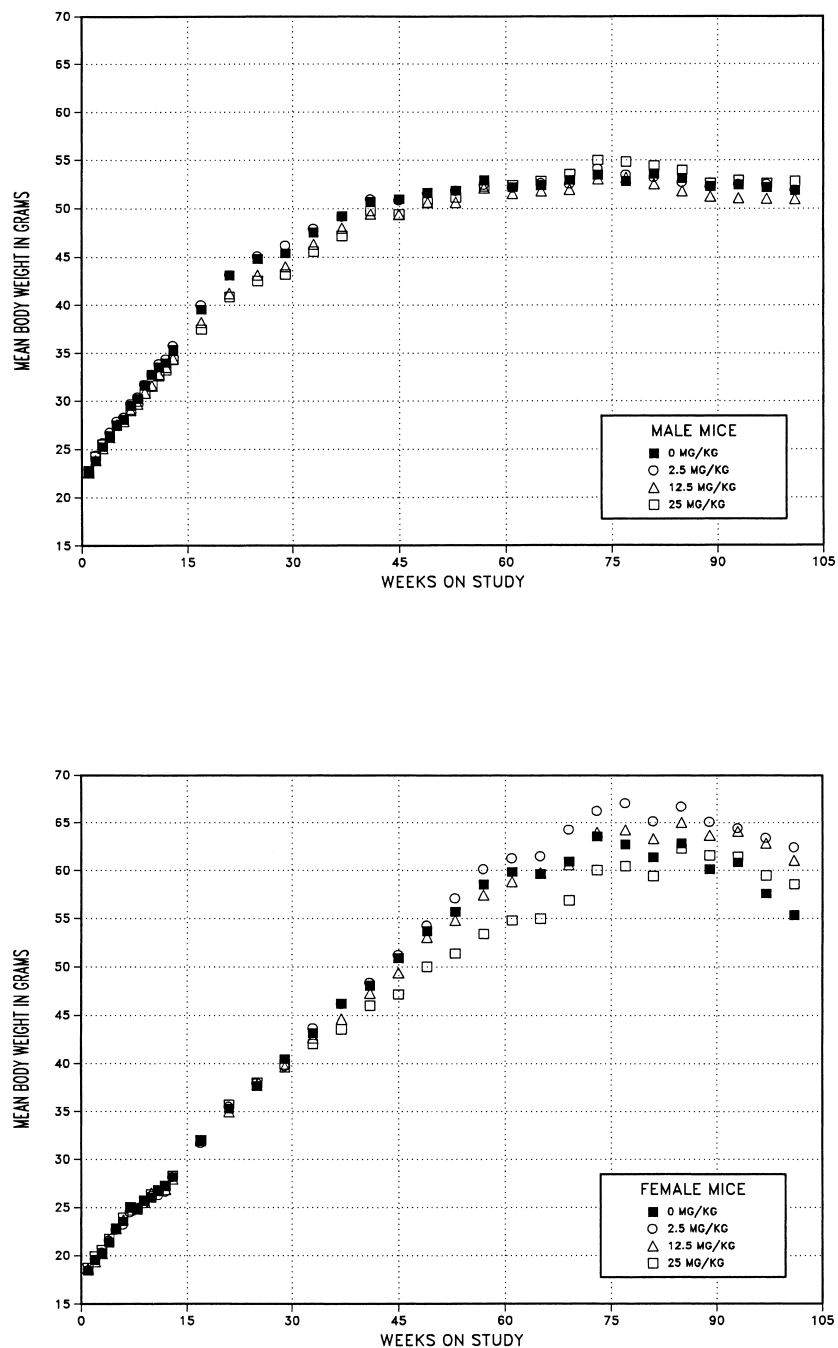 70
65
60
55
50
45
40
35
30
25
20
15
MEAN BODY WEIGHT IN GRAMS
MALE MICE
0 MG/KG
2.5 MG/KG
12.5 MG/KG
25 MG/KG
0 15 30 45 60 75 90 105
WEEKS ON STUDY
70
65
60
55
50
45
40
35
30
25
20
15
MEAN BODY WEIGHT IN GRAMS
FEMALE MICE
0 MG/KG
2.5 MG/KG
12.5 MG/KG
25 MG/KG
0 15 30 45 60 75 90 105
WEEKS ON STUDY